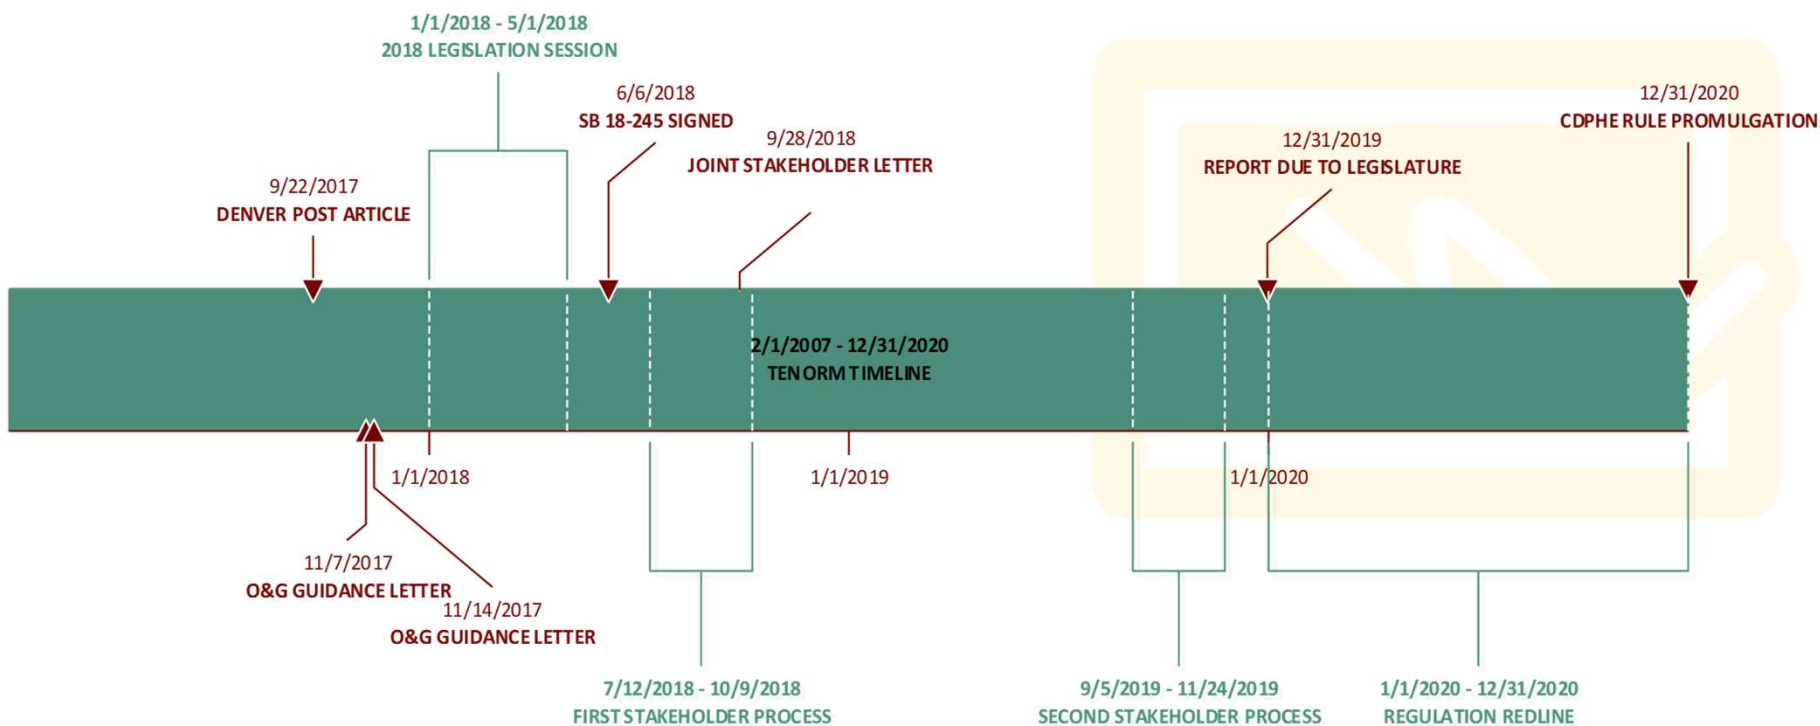 1/1/2018 - 5/1/2018
2018 LEGISLATION SESSION
6/6/2018
SB 18-245 SIGNED
9/28/2018
JOINT STAKEHOLDER LETTER
12/31/2019
REPORT DUE TO LEGISLATURE
12/31/2020
CDPHE RULE PROMULGATION
9/22/2017
DENVER POST ARTICLE
2/1/2007 - 12/31/2020
TENORM TIMELINE
1/1/2018
1/1/2019
1/1/2020
11/7/2017
O&G GUIDANCE LETTER
11/14/2017
O&G GUIDANCE LETTER
7/12/2018 - 10/9/2018
FIRST STAKEHOLDER PROCESS
9/5/2019 - 11/24/2019
SECOND STAKEHOLDER PROCESS
1/1/2020 - 12/31/2020
REGULATION REDLINE